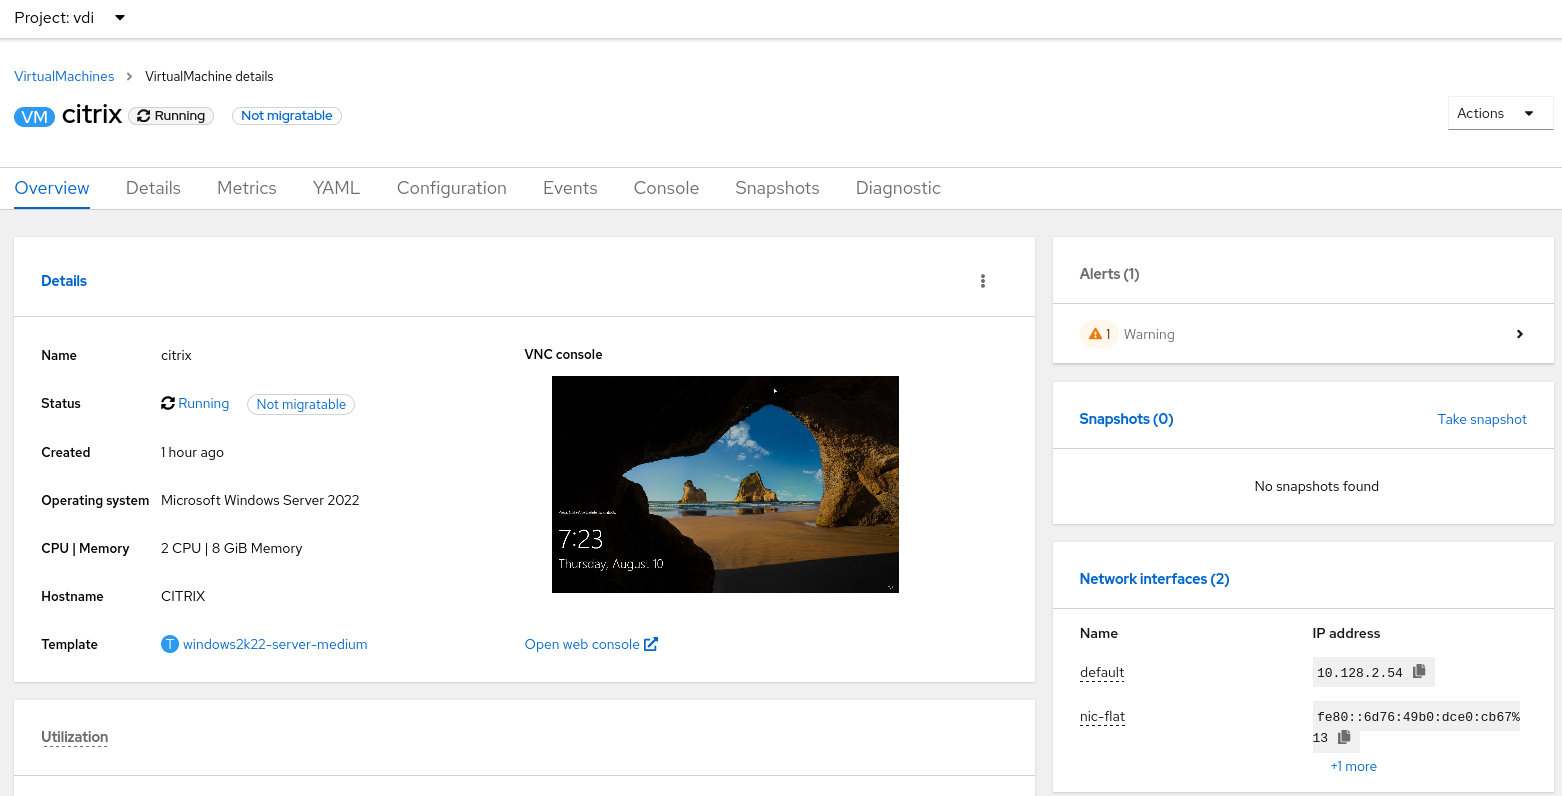 Project: vdi
VirtualMachines > VirtualMachine details
VM citrix Running Not migratable
Actions
Overview Details Metrics YAML Configuration Events Console Snapshots Diagnostic
Details
Name citrix
Status Running Not migratable
Created 1 hour ago
Operating system Microsoft Windows Server 2022
CPU | Memory 2 CPU | 8 GiB Memory
Hostname CITRIX
Template T windows2k22-server-medium
VNC console
7:23
Thursday, August 10
Open web console
Utilization
Alerts (1)
1 Warning
Snapshots (0) Take snapshot
No snapshots found
Network interfaces (2)
Name IP address
default 10.128.2.54
nic-flat fe80::6d76:49b0:dce0:cb67%
13
+1 more